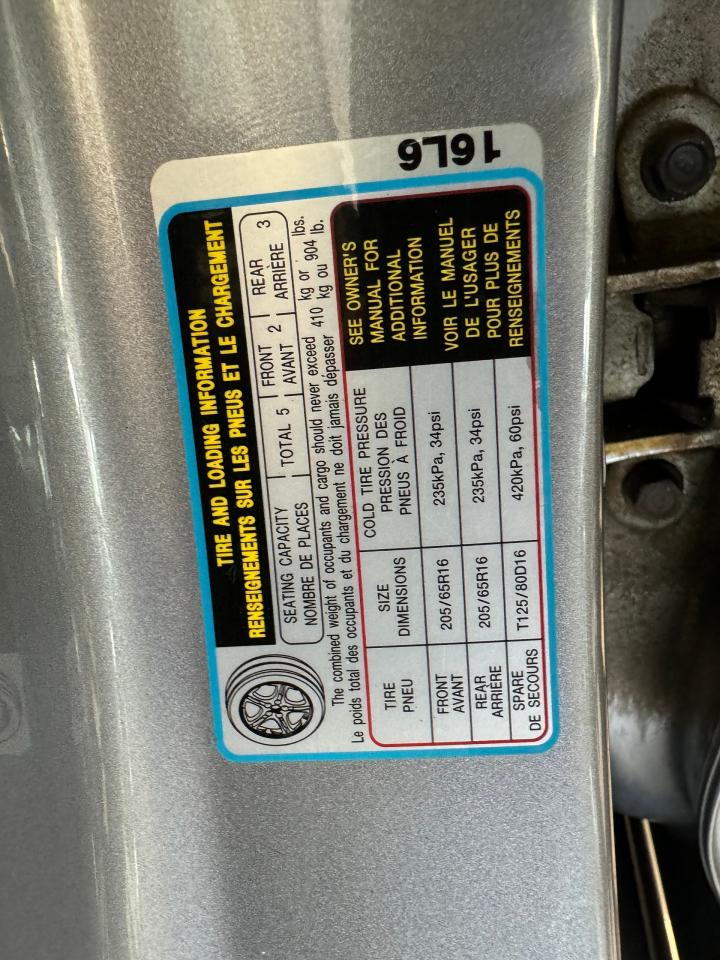 16L6
TIRE AND LOADING INFORMATION
RENSEIGNEMENTS SUR LES PNEUS ET LE CHARGEMENT
SEATING CAPACITY
NOMBRE DE PLACES
TOTAL 5
FRONT
AVANT
2
REAR
ARRIÈRE
3
The combined weight of occupants and cargo should never exceed 410 kg or 904 lbs.
Le poids total des occupants et du chargement ne doit jamais dépasser 410 kg ou 904 lb.
TIRE
PNEU
SIZE
DIMENSIONS
COLD TIRE PRESSURE
PRESSION DES
PNEUS À FROID
FRONT
AVANT
205/65R16
235kPa, 34psi
REAR
ARRIÈRE
205/65R16
235kPa, 34psi
SPARE
DE SECOURS
T125/80D16
420kPa, 60psi
SEE OWNER'S
MANUAL FOR
ADDITIONAL
INFORMATION
VOIR LE MANUEL
DE L'USAGER
POUR PLUS DE
RENSEIGNEMENTS